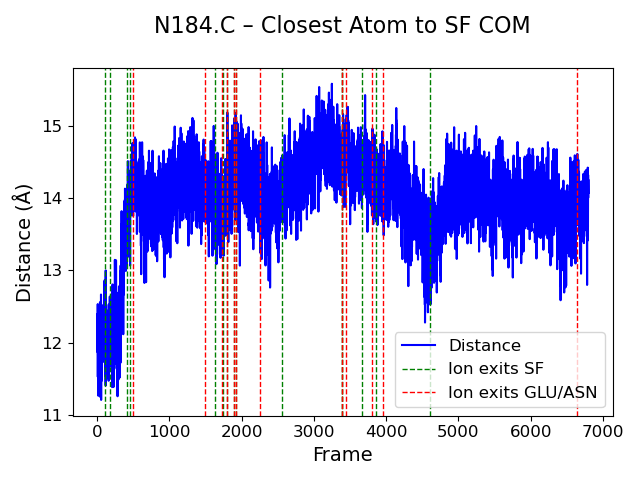 N184.C – Closest Atom to SF COM
15
14
13
12
11
Distance (Å)
Distance
Ion exits SF
Ion exits GLU/ASN
0 1000 2000 3000 4000 5000 6000 7000
Frame